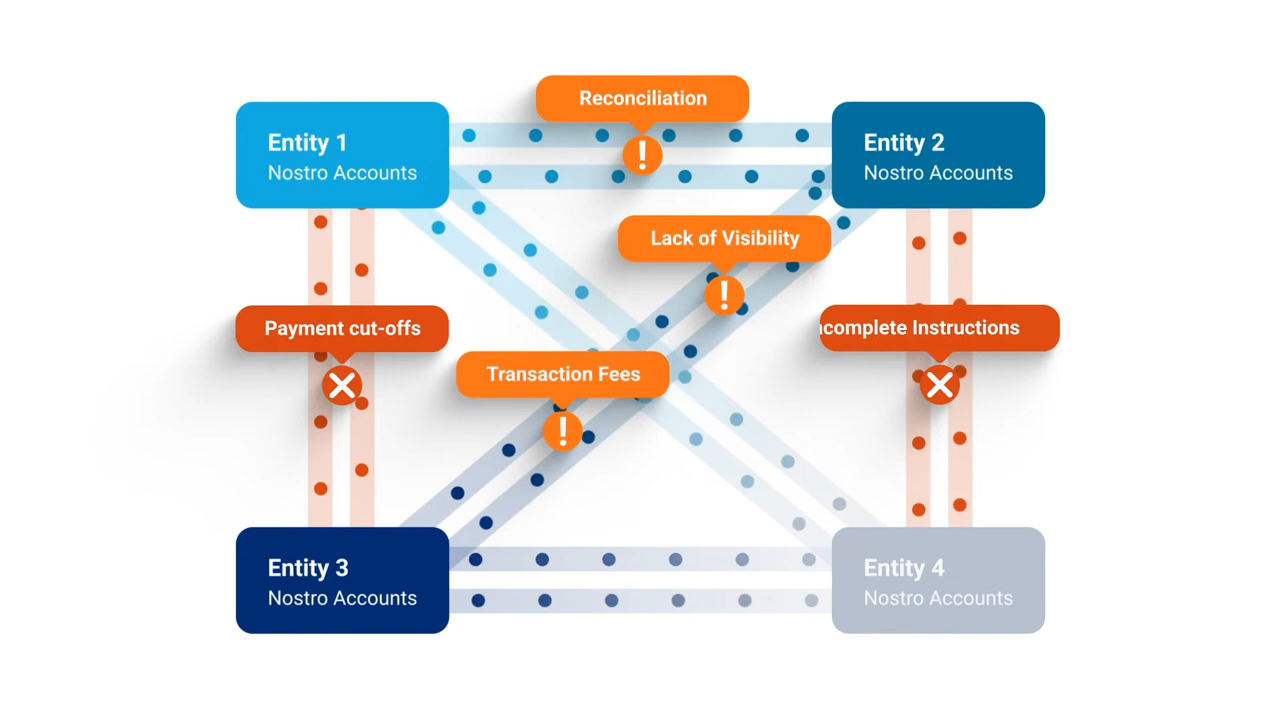 Reconciliation
Entity 1
Nostro Accounts
Entity 2
Nostro Accounts
Lack of Visibility
Payment cut-offs
ncomplete Instructions
Transaction Fees
Entity 3
Nostro Accounts
Entity 4
Nostro Accounts